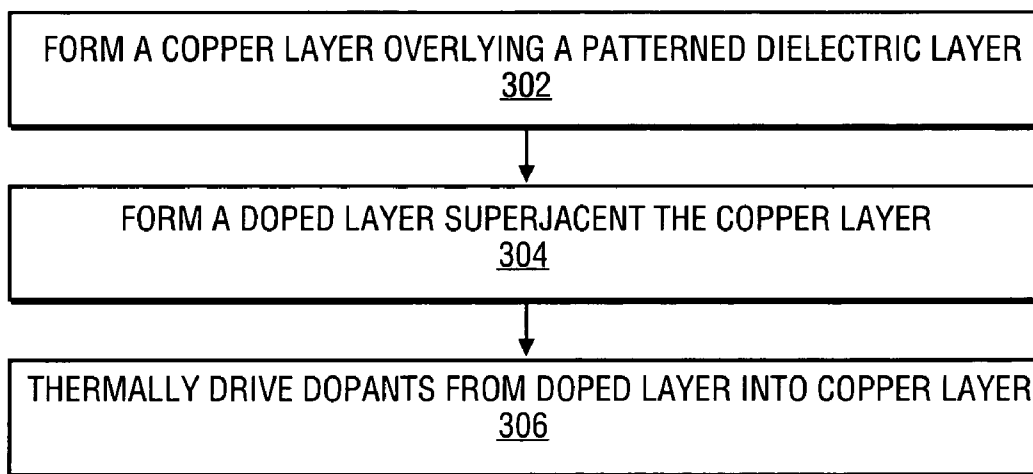 FORM A COPPER LAYER OVERLYING A PATTERNED DIELECTRIC LAYER
302
FORM A DOPED LAYER SUPERJACENT THE COPPER LAYER
304
THERMALLY DRIVE DOPANTS FROM DOPED LAYER INTO COPPER LAYER
306